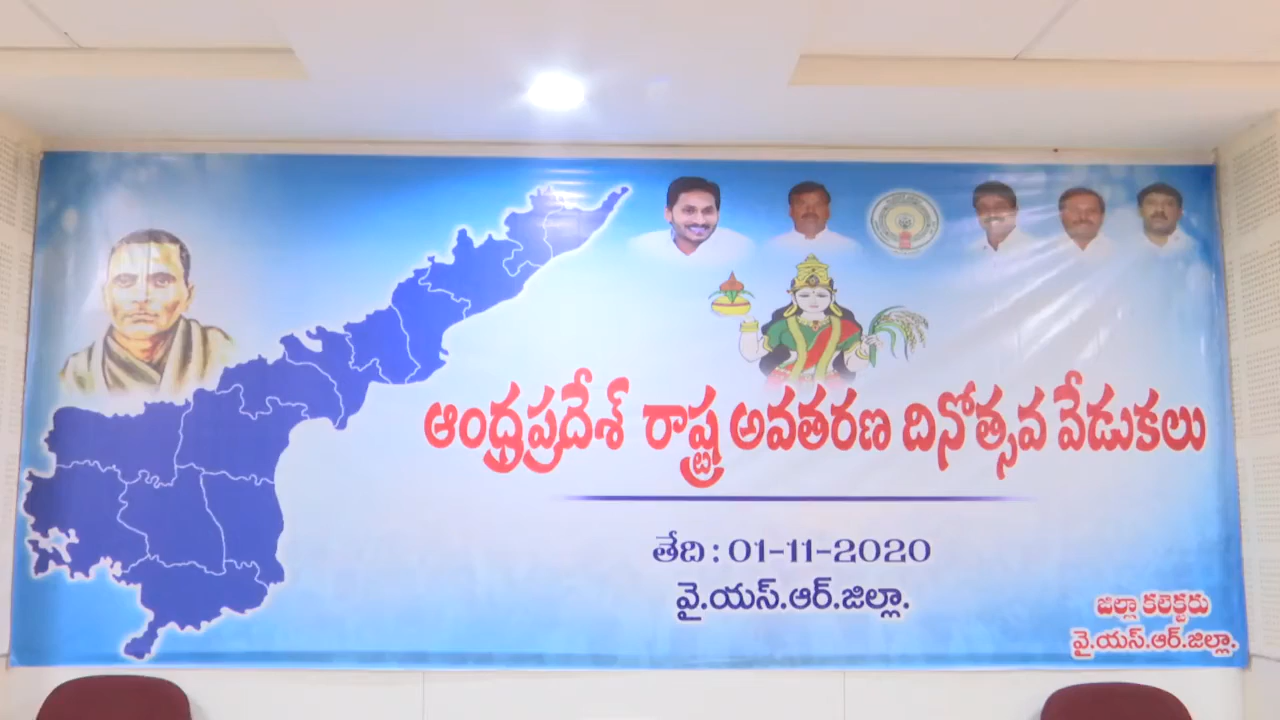 ఆంధ్రప్రదేశ్ రాష్ట్ర అవతరణ దినోత్సవ వేడుకలు
తేది : 01-11-2020
వై.యస్.ఆర్.జిల్లా.
జిల్లా కలెక్టరు
వై.యస్.ఆర్.జిల్లా.